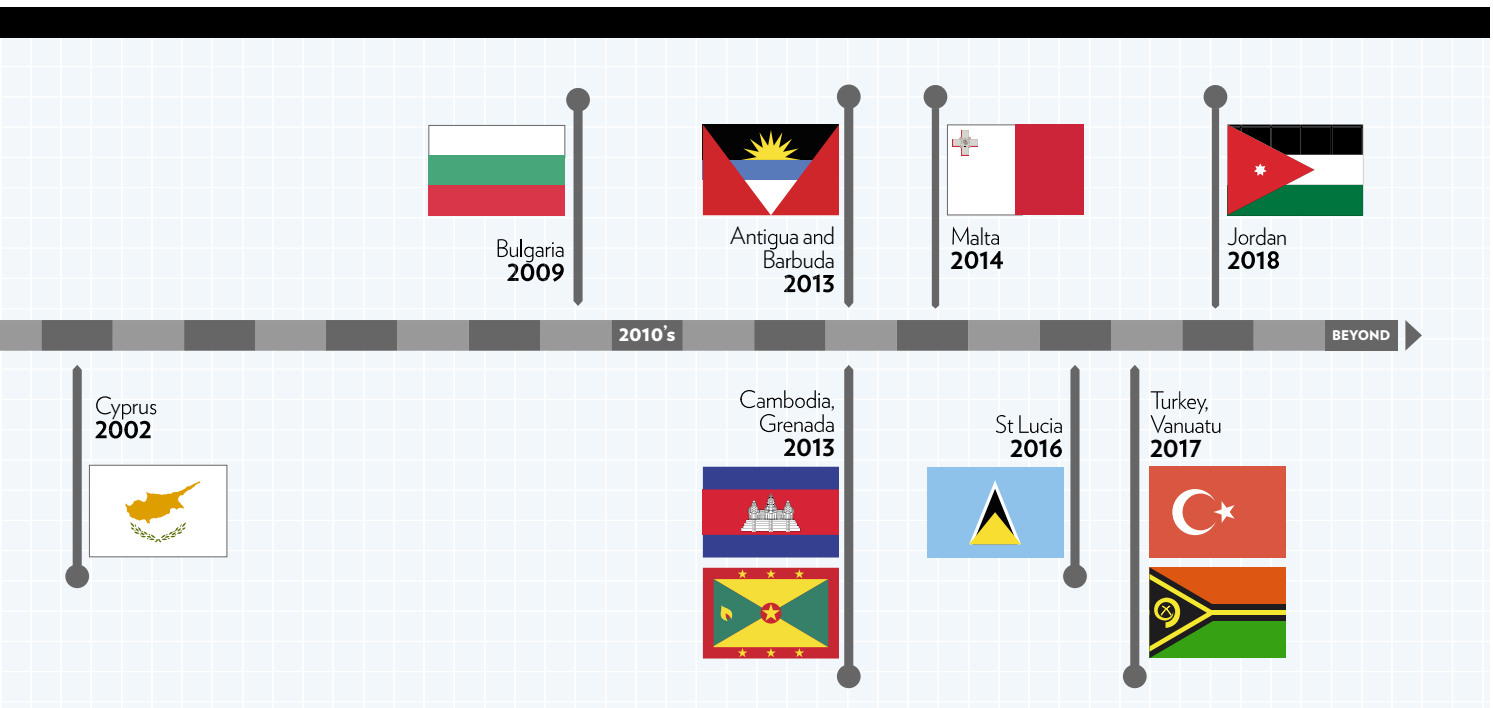 Bulgaria
2009
Antigua and
Barbuda
2013
Malta
2014
Jordan
2018
2010's
BEYOND
Cyprus
2002
Cambodia,
Grenada
2013
St Lucia
2016
Turkey,
Vanuatu
2017